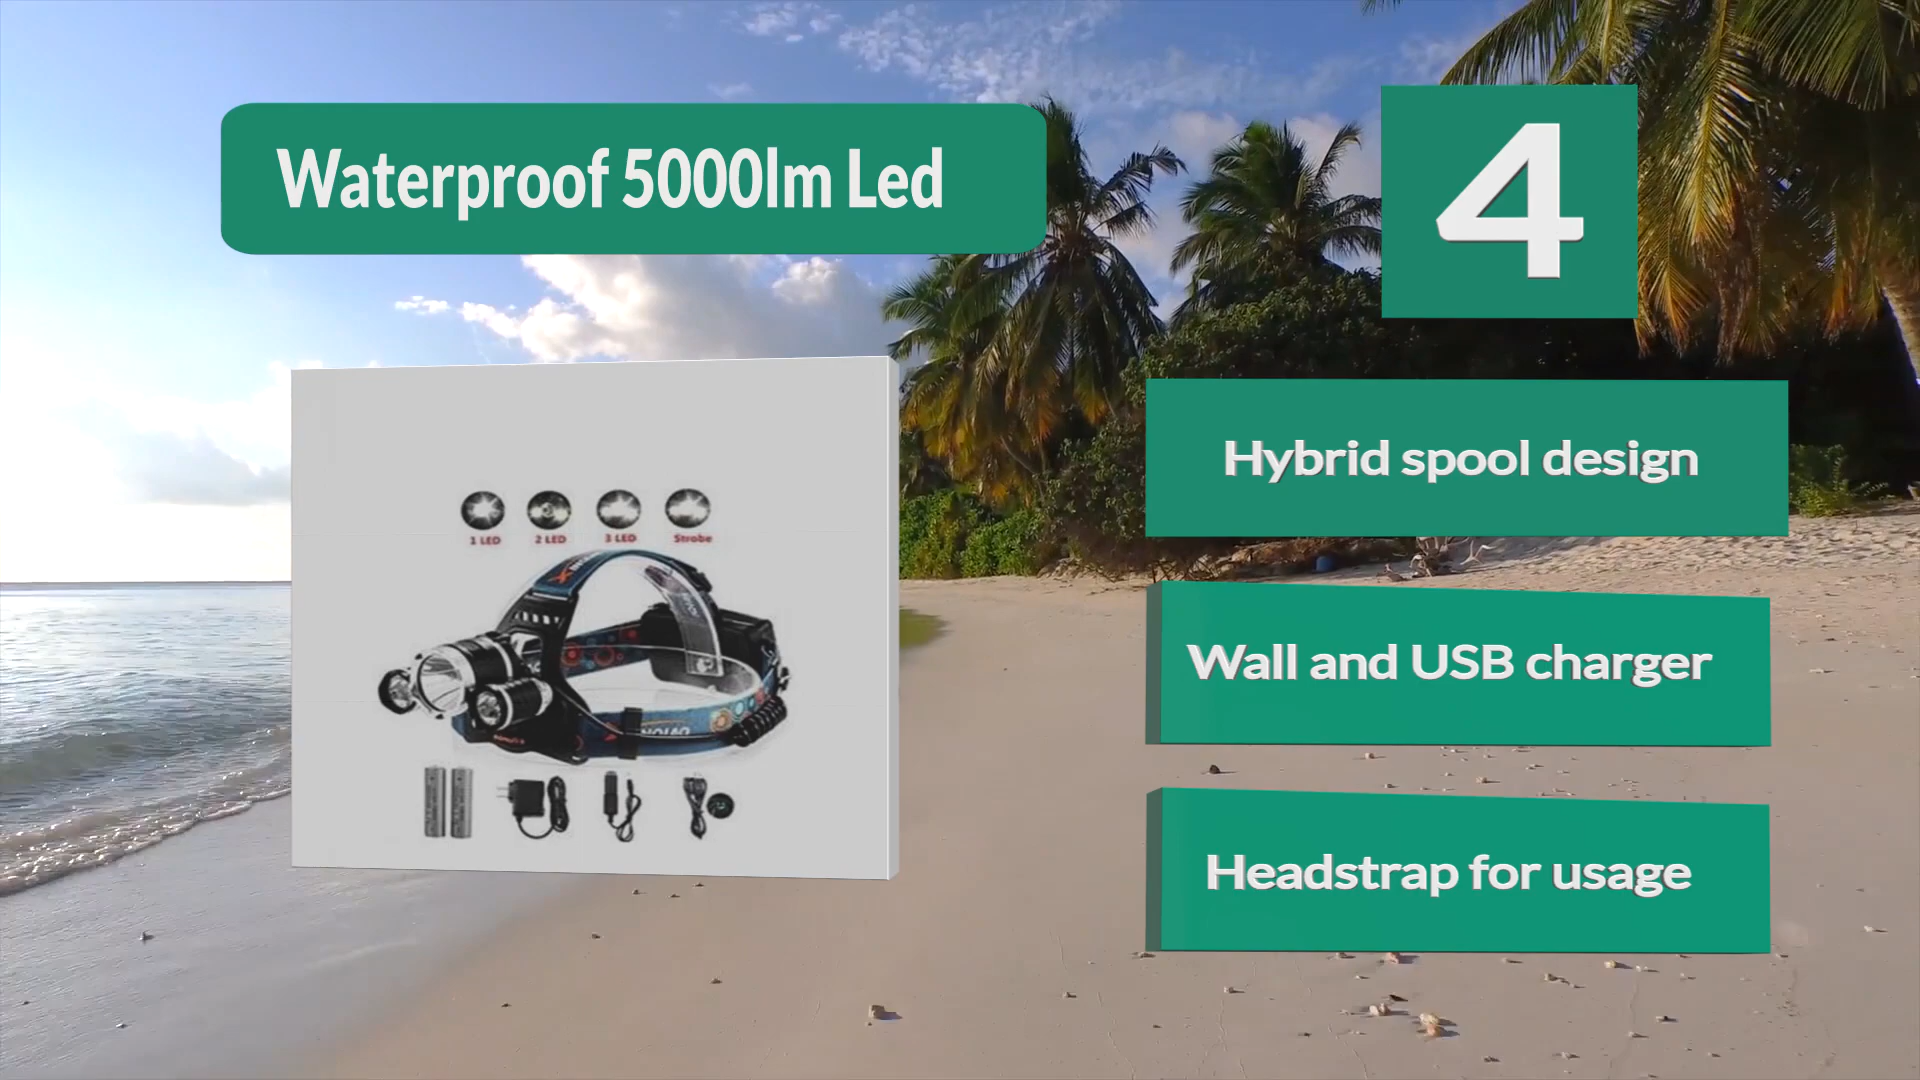 Waterproof 5000lm Led
4
Hybrid spool design
Wall and USB charger
Headstrap for usage
1 LED
2 LED
3 LED
Strobe